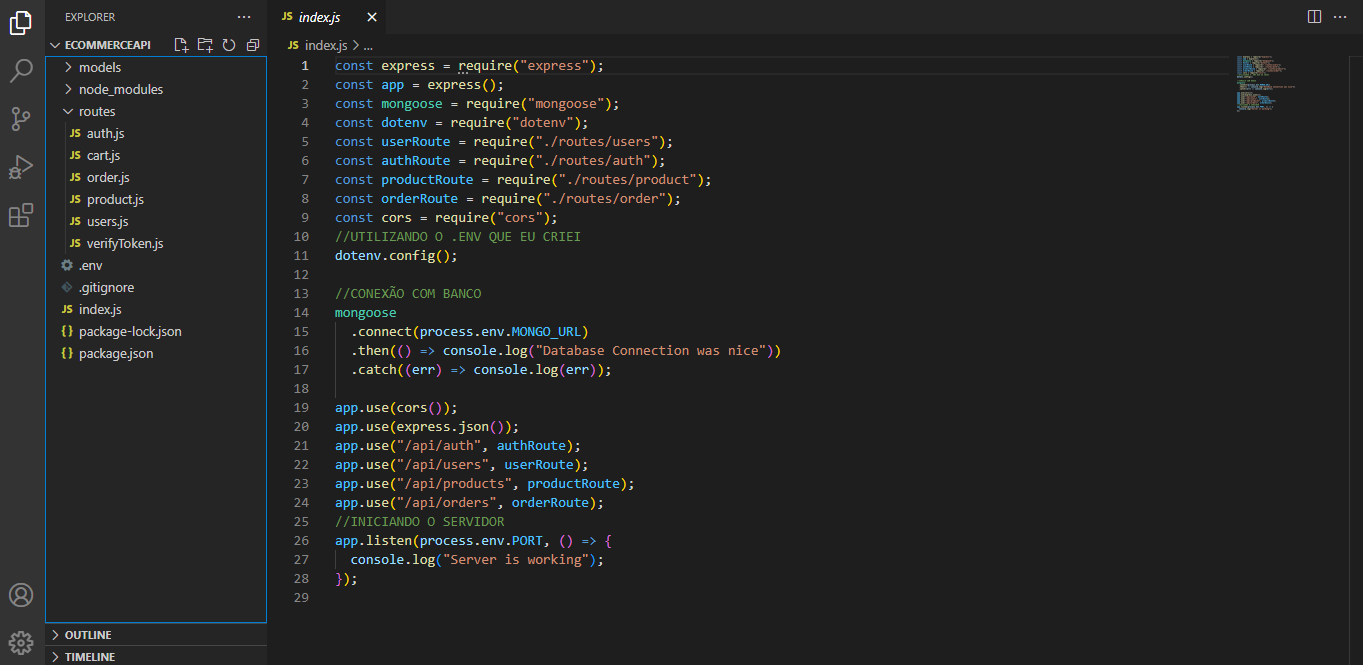 EXPLORER
ECOMMERCEAPI
models
node_modules
routes
JS auth.js
JS cart.js
JS order.js
JS product.js
JS users.js
JS verifyToken.js
.env
.gitignore
JS index.js
{} package-lock.json
{} package.json
OUTLINE
TIMELINE
JS index.js
JS index.js > ...
1 const express = require("express");
2 const app = express();
3 const mongoose = require("mongoose");
4 const dotenv = require("dotenv");
5 const userRoute = require("./routes/users");
6 const authRoute = require("./routes/auth");
7 const productRoute = require("./routes/product");
8 const orderRoute = require("./routes/order");
9 const cors = require("cors");
10 //UTILIZANDO O .ENV QUE EU CRIEI
11 dotenv.config();
12
13 //CONEXÃO COM BANCO
14 mongoose
15 .connect(process.env.MONGO_URL)
16 .then(() => console.log("Database Connection was nice"))
17 .catch((err) => console.log(err));
18
19 app.use(cors());
20 app.use(express.json());
21 app.use("/api/auth", authRoute);
22 app.use("/api/users", userRoute);
23 app.use("/api/products", productRoute);
24 app.use("/api/orders", orderRoute);
25 //INICIANDO O SERVIDOR
26 app.listen(process.env.PORT, () => {
27 console.log("Server is working");
28 });
29